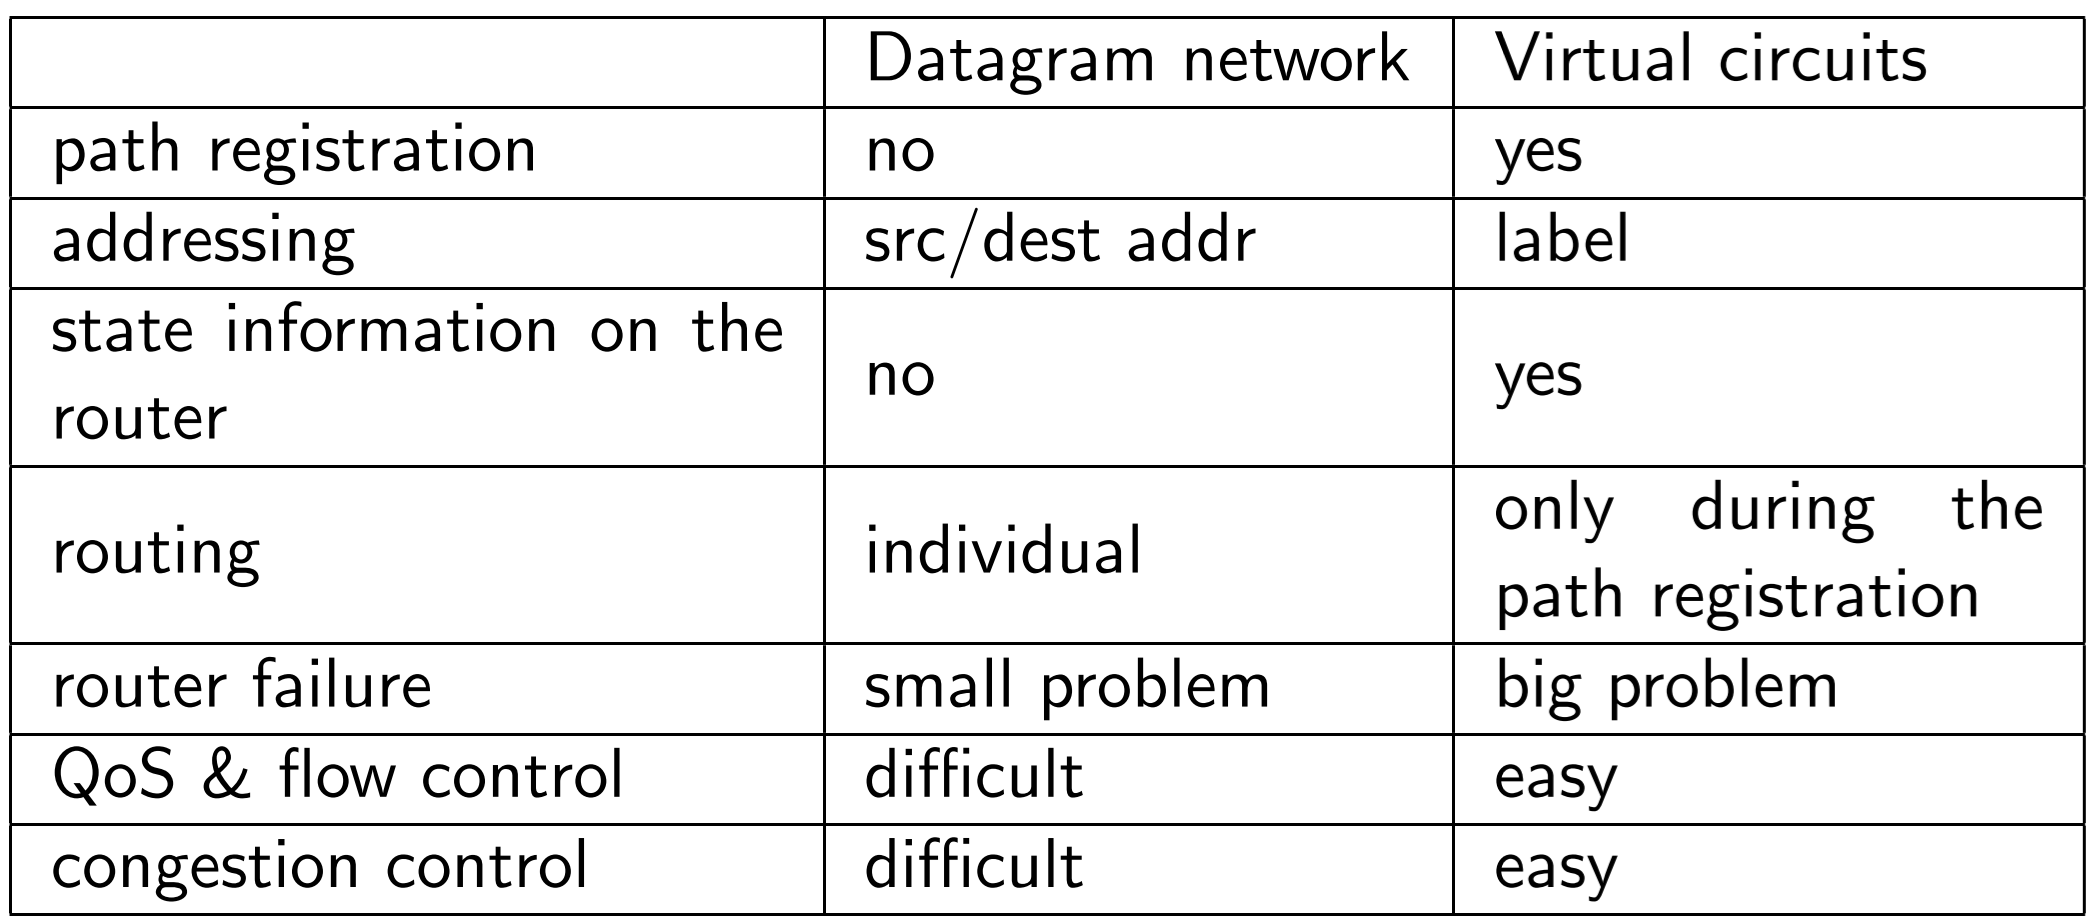 Datagram network Virtual circuits
path registration no yes
addressing src/dest addr label
state information on the
router
no yes
routing individual
only during the
path registration
router failure small problem big problem
QoS & flow control difficult easy
congestion control difficult easy